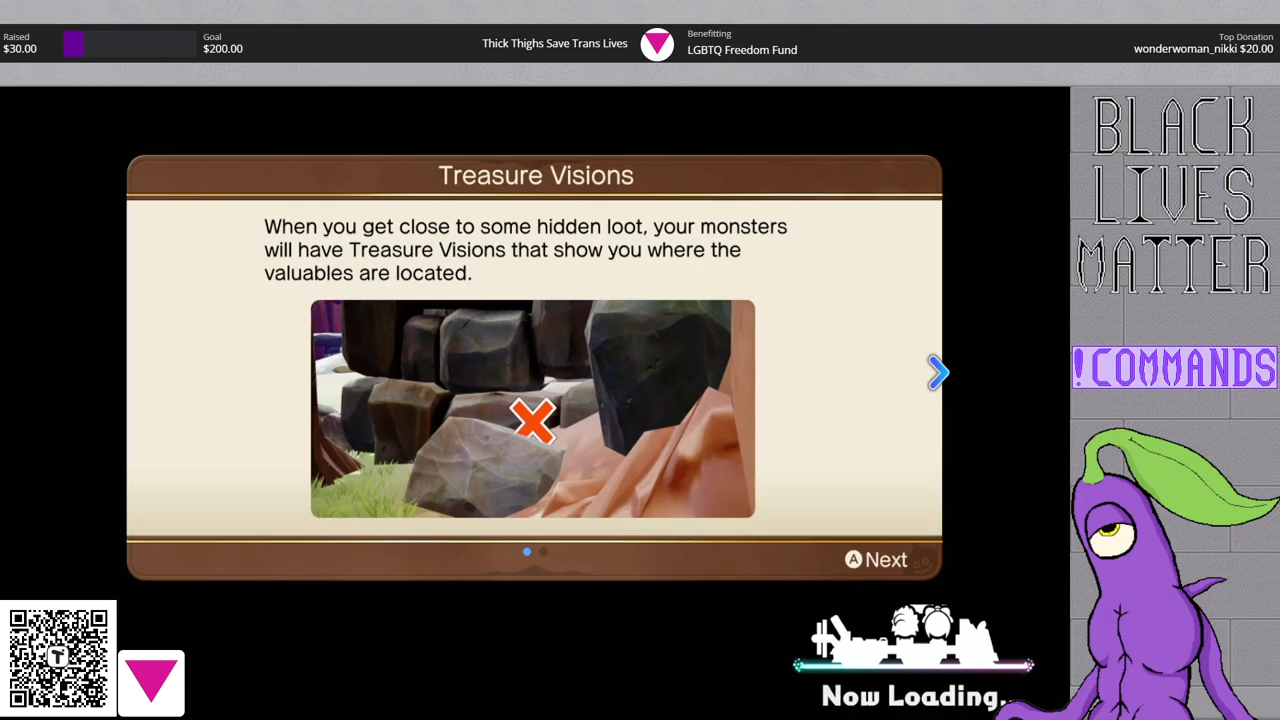 Raised
$30.00
Goal
$200.00
Thick Thighs Save Trans Lives
Benefitting
LGBTQ Freedom Fund
Top Donation
wonderwoman_nikki $20.00
BLACK
LIVES
MATTER
!COMMANDS
Treasure Visions
When you get close to some hidden loot, your monsters
will have Treasure Visions that show you where the
valuables are located.
A Next
T
Now Loading.